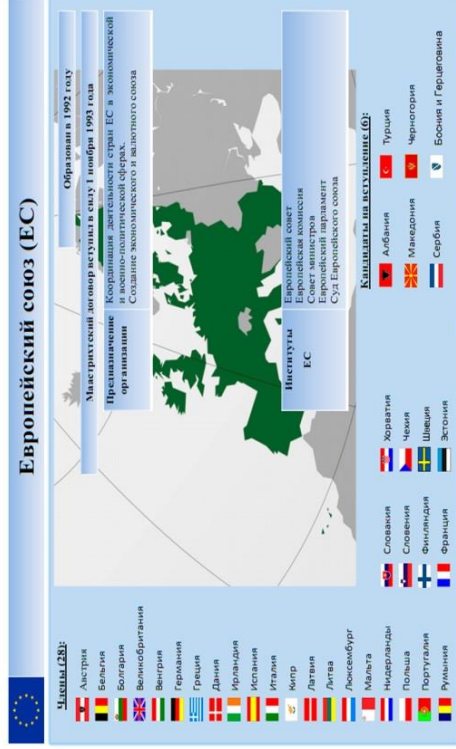 Европейский союз (ЕС)
Образован в 1992 году
Маастрихтский договор вступил в силу 1 ноября 1993 года
Предназначение
организации
Координация деятельности стран ЕС в экономической
и военно-политической сферах.
Создание экономического и валютного союза
Институты
ЕС
Европейский совет
Европейская комиссия
Совет министров
Европейский парламент
Суд Европейского союза
Члены (28):
Австрия
Бельгия
Болгария
Великобритания
Венгрия
Германия
Греция
Дания
Ирландия
Испания
Италия
Кипр
Латвия
Литва
Люксембург
Мальта
Нидерланды
Польша
Португалия
Румыния
Словакия
Словения
Финляндия
Франция
Хорватия
Чехия
Швеция
Эстония
Кандидаты на вступление (6):
Албания
Македония
Сербия
Турция
Черногория
Босния и Герцеговина